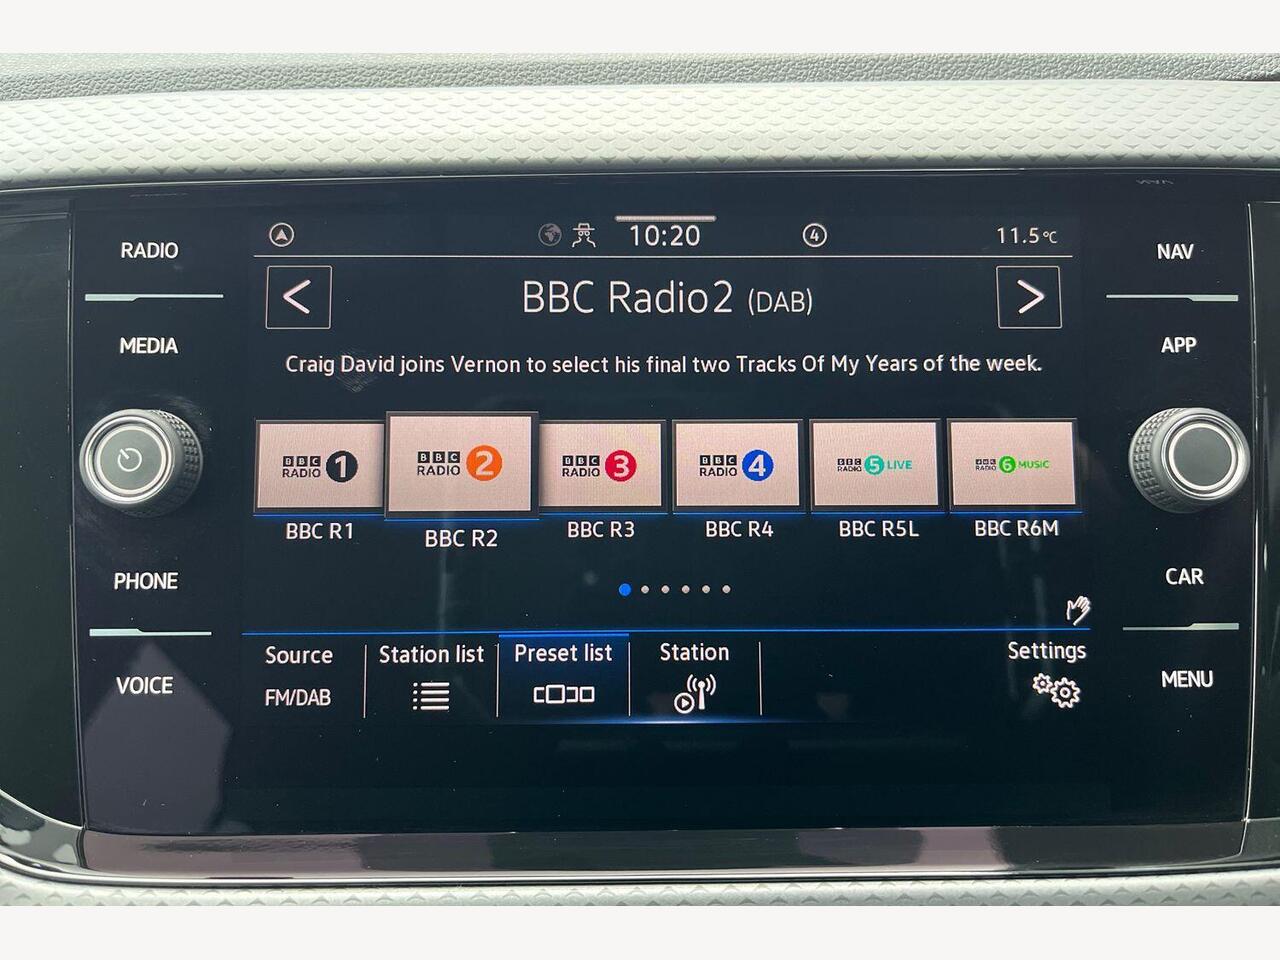 RADIO
MEDIA
PHONE
VOICE
10:20
4
11.5°C
< BBC Radio2 (DAB) >
Craig David joins Vernon to select his final two Tracks Of My Years of the week.
BBC RADIO 1
BBC RADIO 2
BBC RADIO 3
BBC RADIO 4
BBC RADIO 5 LIVE
BBC RADIO 6 MUSIC
BBC R1
BBC R2
BBC R3
BBC R4
BBC R5L
BBC R6M
Source
FM/DAB
Station list
Preset list
Station
Settings
NAV
APP
CAR
MENU